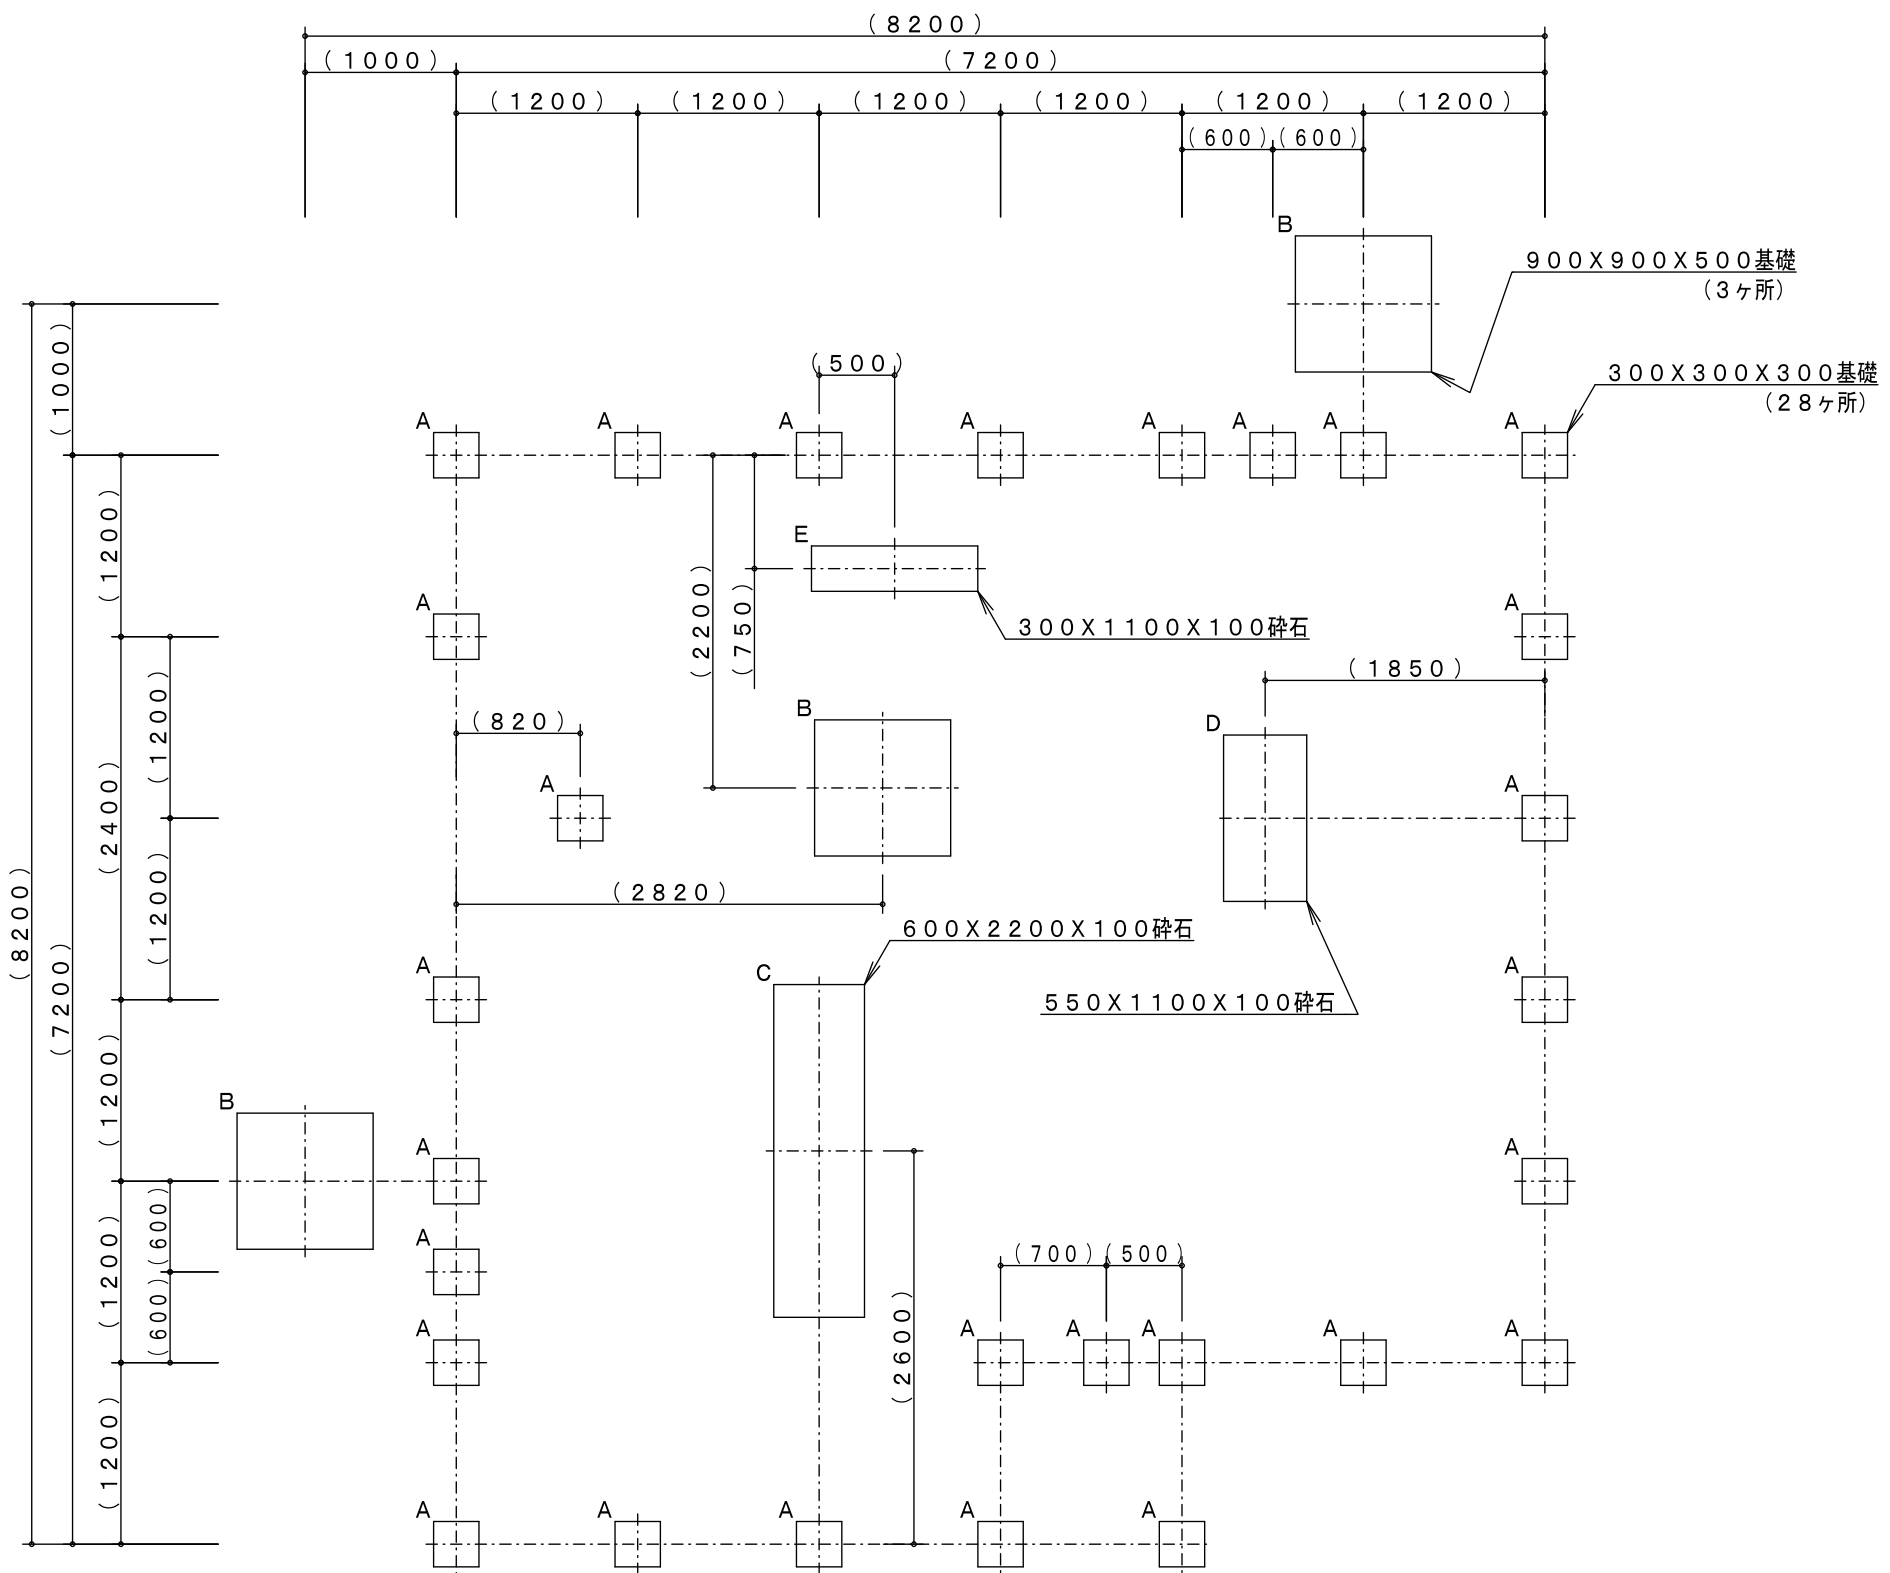 (8200)
(1000)
(7200)
(1200)
(1200)
(1200)
(1200)
(1200)
(1200)
(600)
(600)
B
900X900X500基礎
(3ヶ所)
(1000)
(500)
300X300X300基礎
(28ヶ所)
A
A
A
A
A
A
A
A
(1200)
E
(2200)
(750)
300X1100X100砕石
A
A
(1850)
(1200)
(820)
B
D
(2400)
A
A
(8200)
(7200)
(1200)
(2820)
600X2200X100砕石
A
C
A
550X1100X100砕石
(1200)
B
A
A
(1200)
(600)
A
(700)
(500)
(600)
A
(2600)
A
A
A
A
A
(1200)
A
A
A
A
A